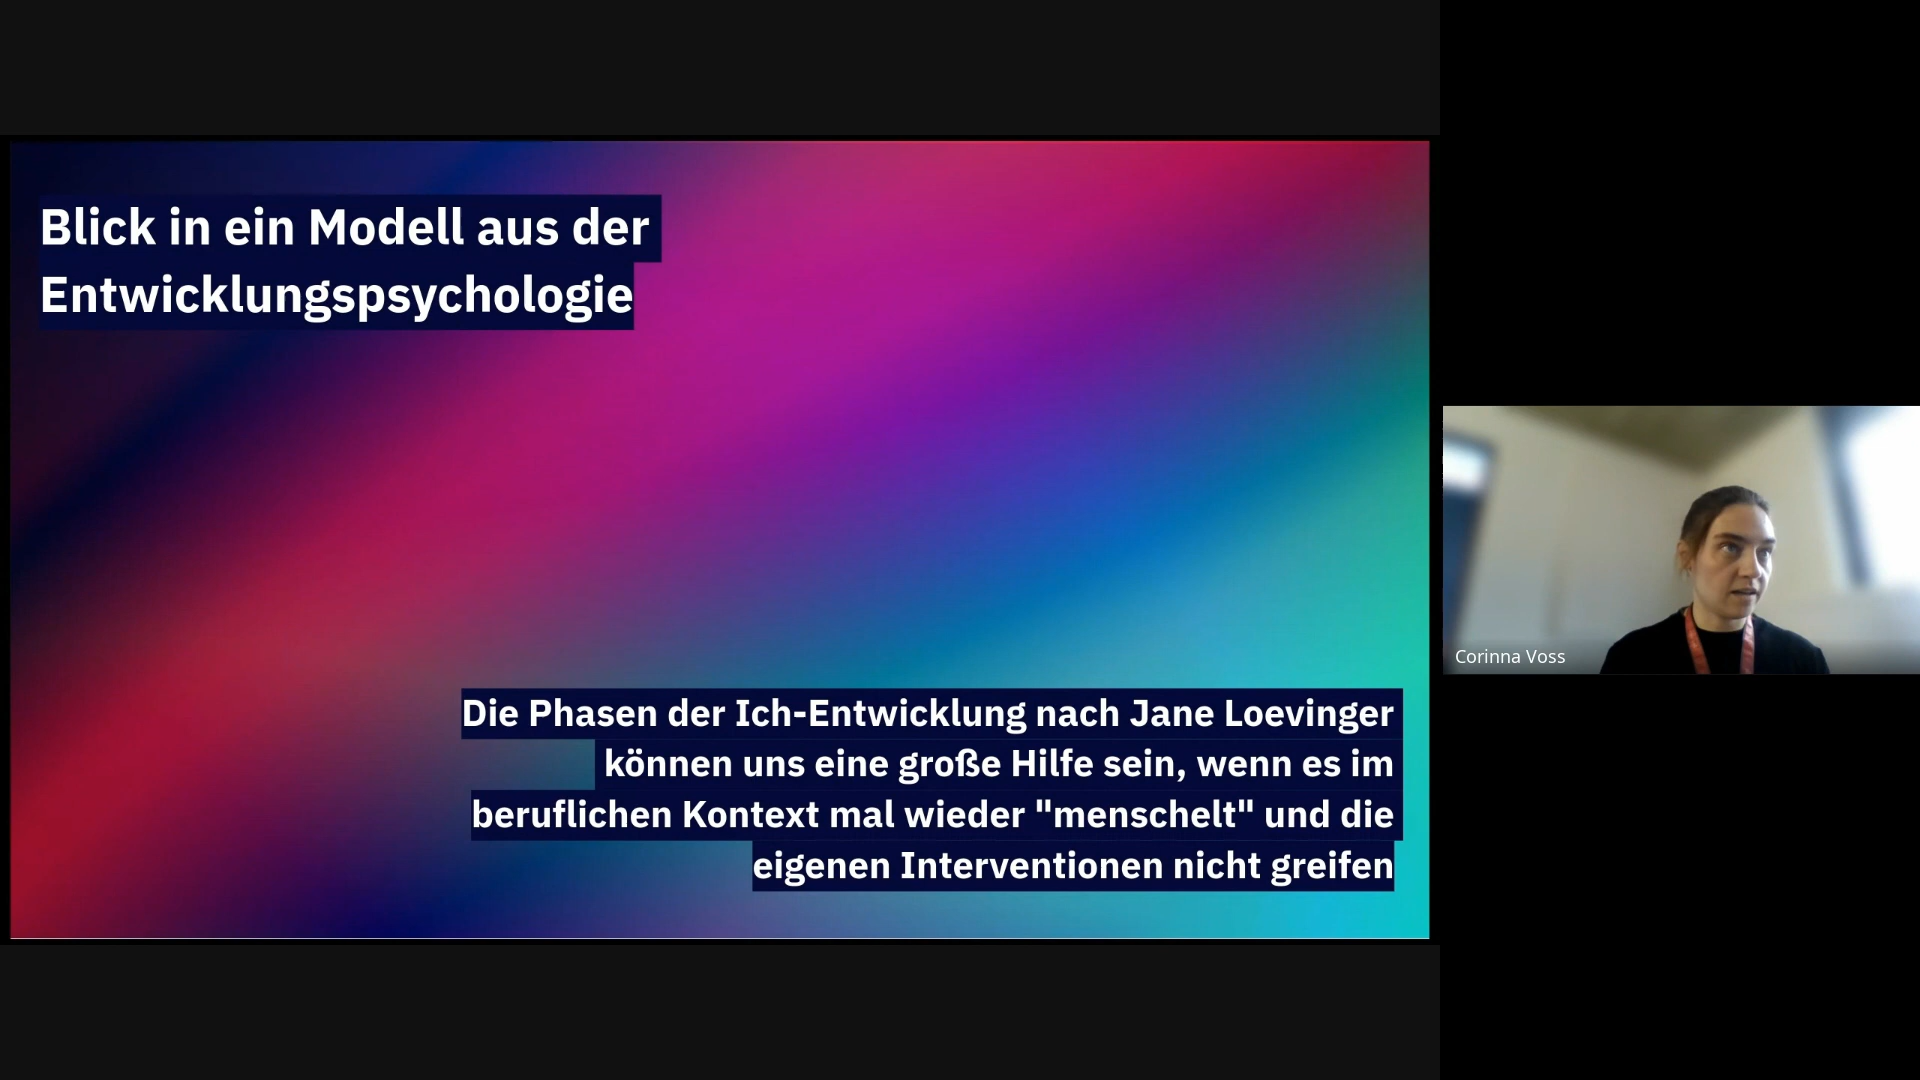 Blick in ein Modell aus der
Entwicklungspsychologie
Die Phasen der Ich-Entwicklung nach Jane Loevinger
können uns eine große Hilfe sein, wenn es im
beruflichen Kontext mal wieder "menschelt" und die
eigenen Interventionen nicht greifen
Corinna Voss